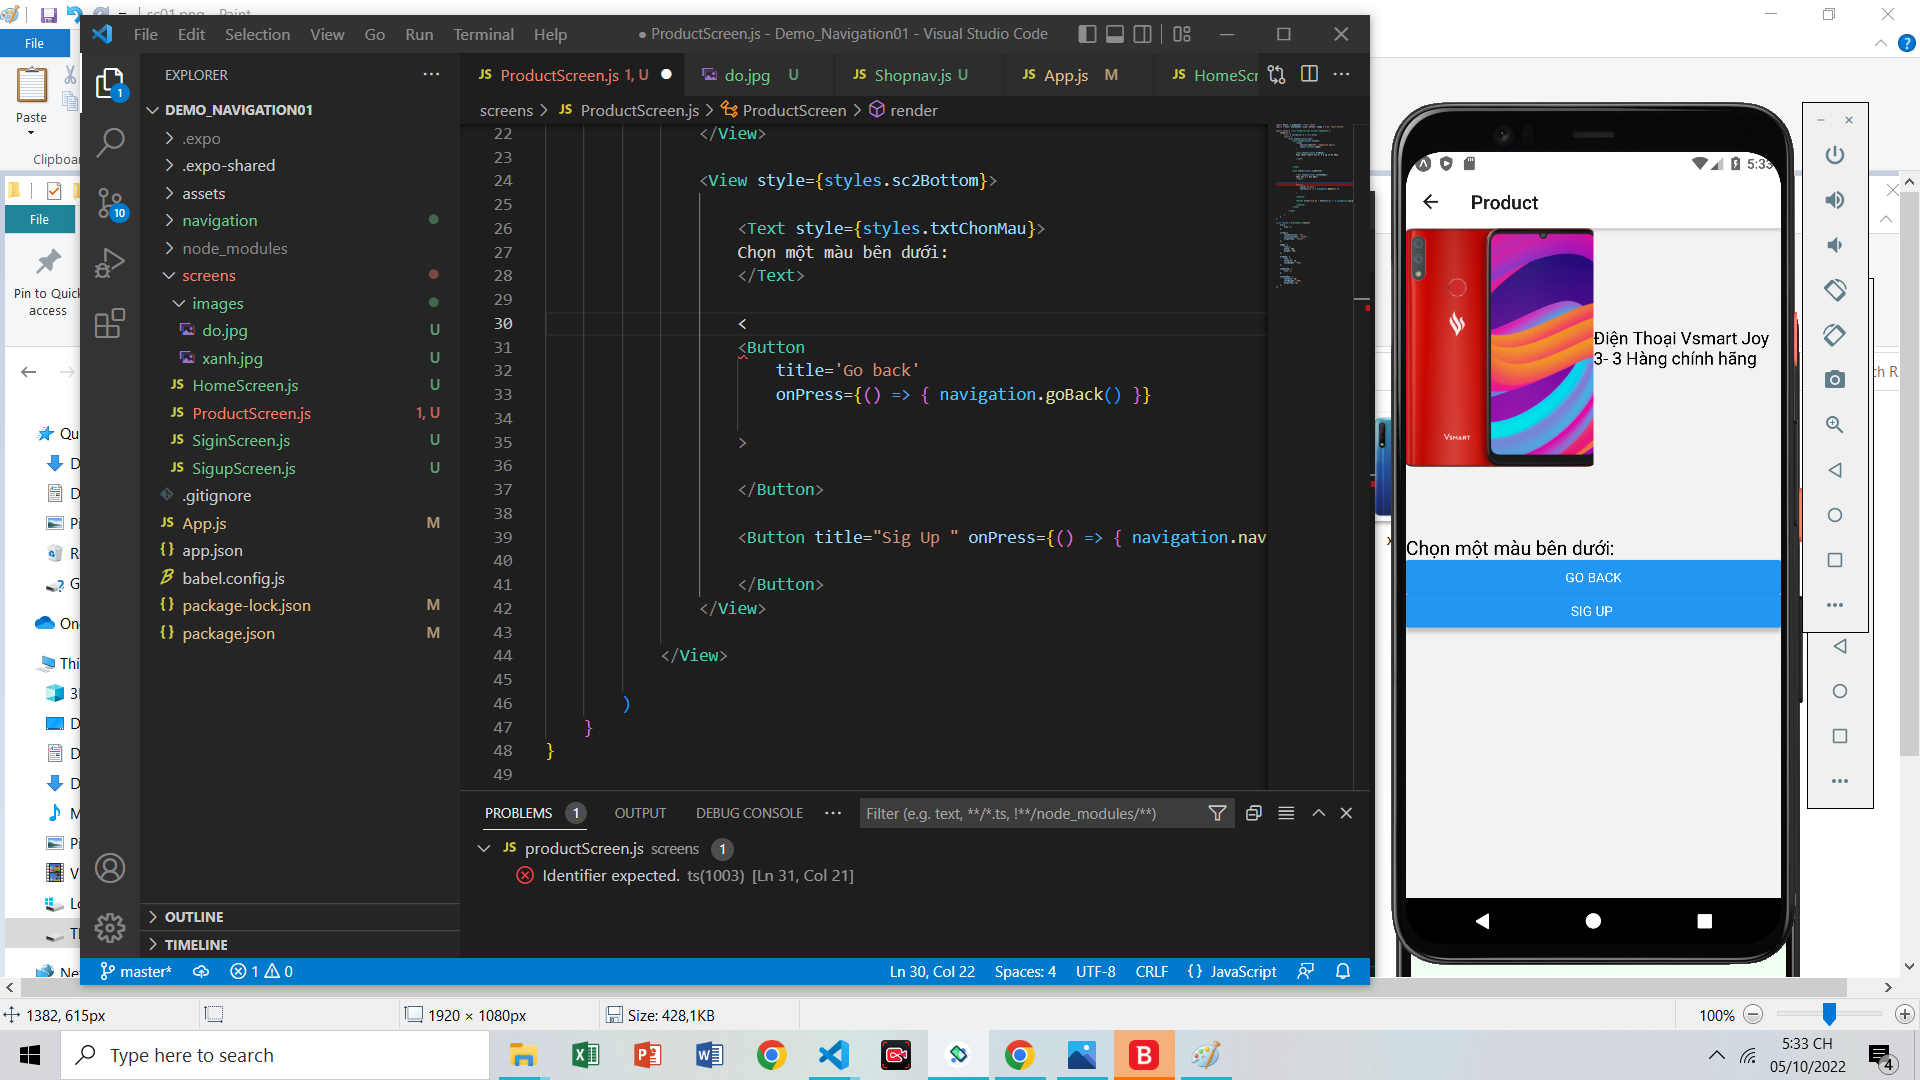 sc01.png - Paint
File
Paste
Clipboa
File
Pin to Quick
access
File Edit Selection View Go Run Terminal Help
● ProductScreen.js - Demo_Navigation01 - Visual Studio Code
EXPLORER
DEMO_NAVIGATION01
.expo
.expo-shared
assets
navigation
node_modules
screens
images
do.jpg U
xanh.jpg U
JS HomeScreen.js U
JS ProductScreen.js 1, U
JS SiginScreen.js U
JS SigupScreen.js U
.gitignore
JS App.js M
{} app.json
babel.config.js
{} package-lock.json M
{} package.json M
OUTLINE
TIMELINE
1
10
JS ProductScreen.js 1, U
do.jpg U
JS Shopnav.js U
JS App.js M
JS HomeScr
screens > JS ProductScreen.js > ProductScreen > render
22 </View>
23
24 <View style={styles.sc2Bottom}>
25
26 <Text style={styles.txtChonMau}>
27 Chọn một màu bên dưới:
28 </Text>
29
30 <
31 <Button
32 title='Go back'
33 onPress={() => { navigation.goBack() }}
34
35 >
36
37 </Button>
38
39 <Button title="Sig Up " onPress={() => { navigation.nav
40
41 </Button>
42 </View>
43
44 </View>
45
46 )
47 }
48 }
49
PROBLEMS 1 OUTPUT DEBUG CONSOLE
Filter (e.g. text, **/*.ts, !**/node_modules/**)
JS productScreen.js screens 1
Identifier expected. ts(1003) [Ln 31, Col 21]
master* 1 0
Ln 30, Col 22 Spaces: 4 UTF-8 CRLF {} JavaScript
5:33
Product
VSMART
Điện Thoại Vsmart Joy
3- 3 Hàng chính hãng
Chọn một màu bên dưới:
GO BACK
SIG UP
Qu
On
Thi
3
Net
ch R
1382, 615px
1920 × 1080px
Size: 428,1KB
100%
Type here to search
5:33 CH
05/10/2022
4